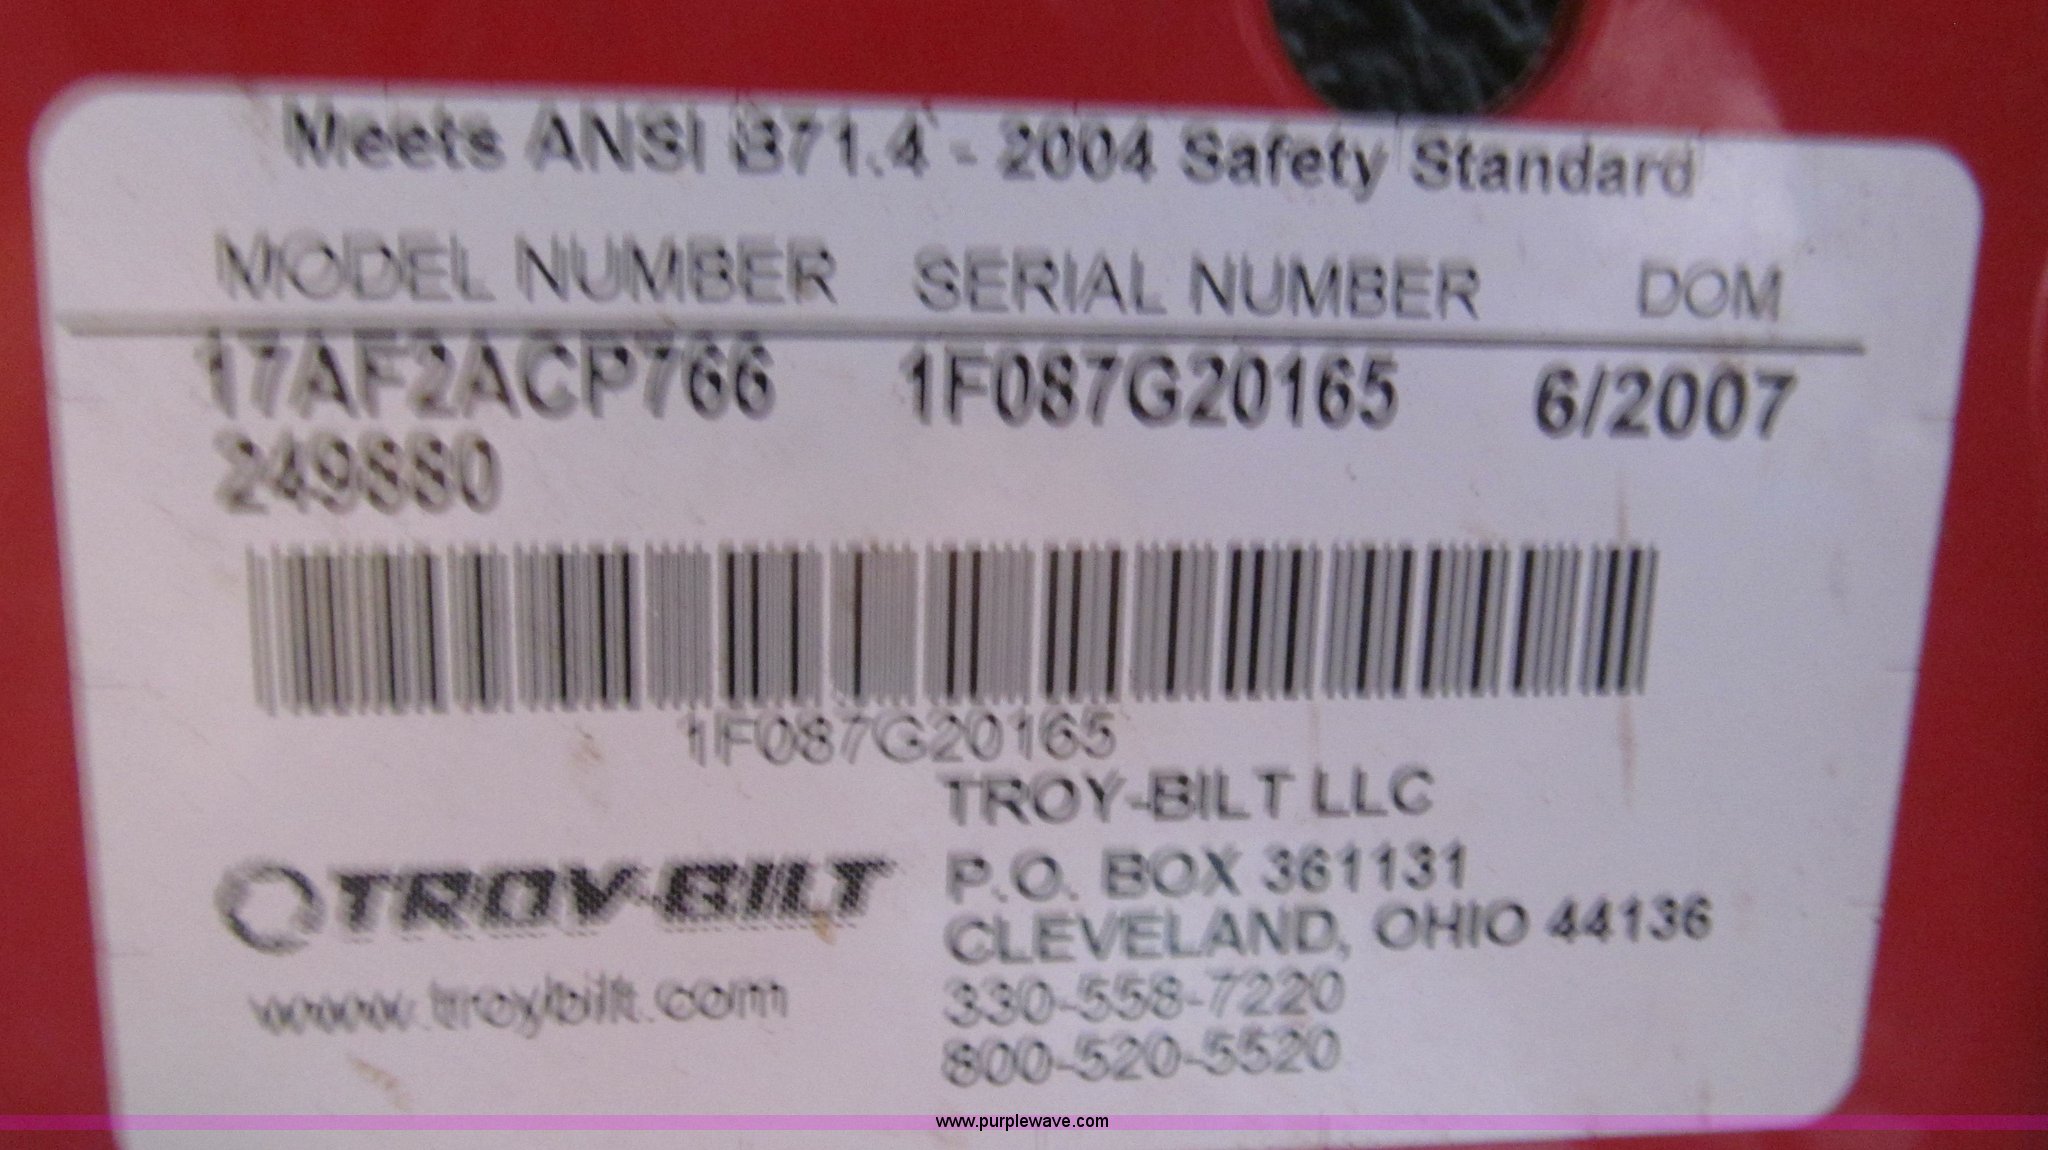 Meets ANSI B71.4 - 2004 Safety Standard
MODEL NUMBER SERIAL NUMBER DOM
17AF2ACP766 1F087G20165 6/2007
249880
1F087G20165
TROY-BILT LLC
TROY-BILT
P.O. BOX 361131
CLEVELAND, OHIO 44136
www.troybilt.com
330-558-7220
800-520-5520
www.purplewave.com